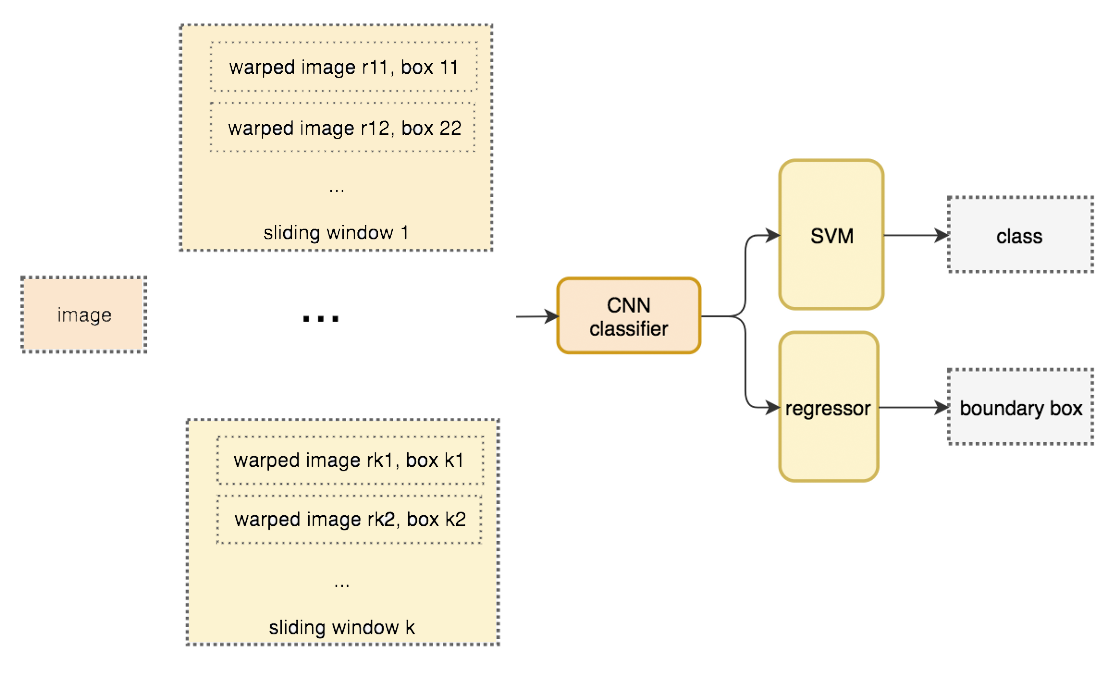 warped image r11, box 11
warped image r12, box 22
...
sliding window 1
image
...
CNN
classifier
SVM
class
regressor
boundary box
warped image rk1, box k1
warped image rk2, box k2
...
sliding window k